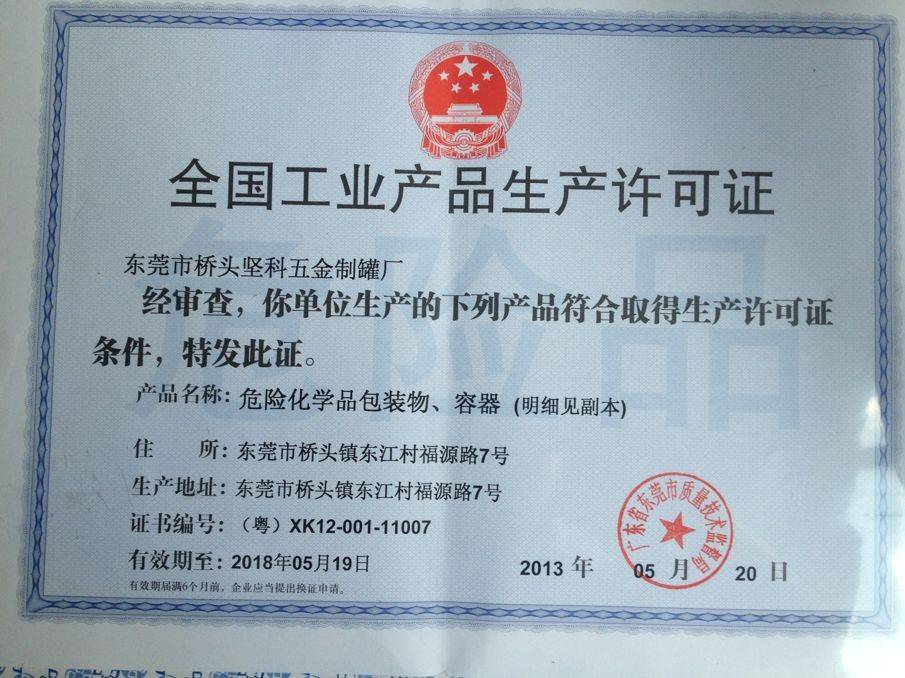 全国工业产品生产许可证
东莞市桥头坚科五金制罐厂
经审查，你单位生产的下列产品符合取得生产许可证
条件，特发此证。
产品名称：危险化学品包装物、容器 (明细见副本)
住 所：东莞市桥头镇东江村福源路7号
生产地址：东莞市桥头镇东江村福源路7号
证书编号：（粤）XK12-001-11007
有效期至：2018年05月19日
2013 年 05 月 20 日
有效期届满6个月前，企业应当提出换证申请。
危险品
广东省东莞市质量技术监督局